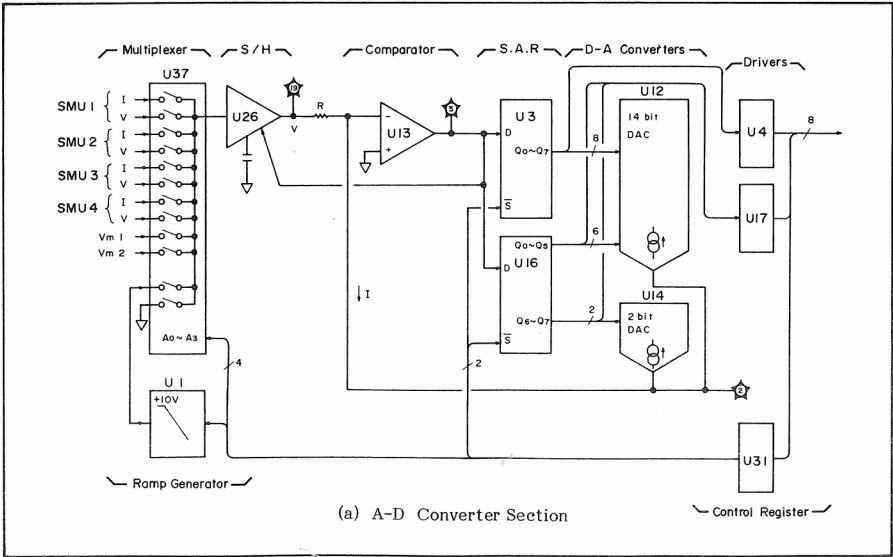 Multiplexer
S/H
Comparator
S.A.R
D-A Converters
Drivers
U37
SMU 1
I
V
SMU 2
I
V
SMU 3
I
V
SMU 4
I
V
Vm 1
Vm 2
A0~A3
U26
19
V
R
I
-
+
U13
5
U3
D
Q0~Q7
S̅
8
U12
14 bit
DAC
U4
8
U17
Q0~Q5
U16
D
6
Q6~Q7
2
S̅
2
U14
2 bit
DAC
2
4
U1
+10V
Ramp Generator
U31
Control Register
(a) A-D Converter Section